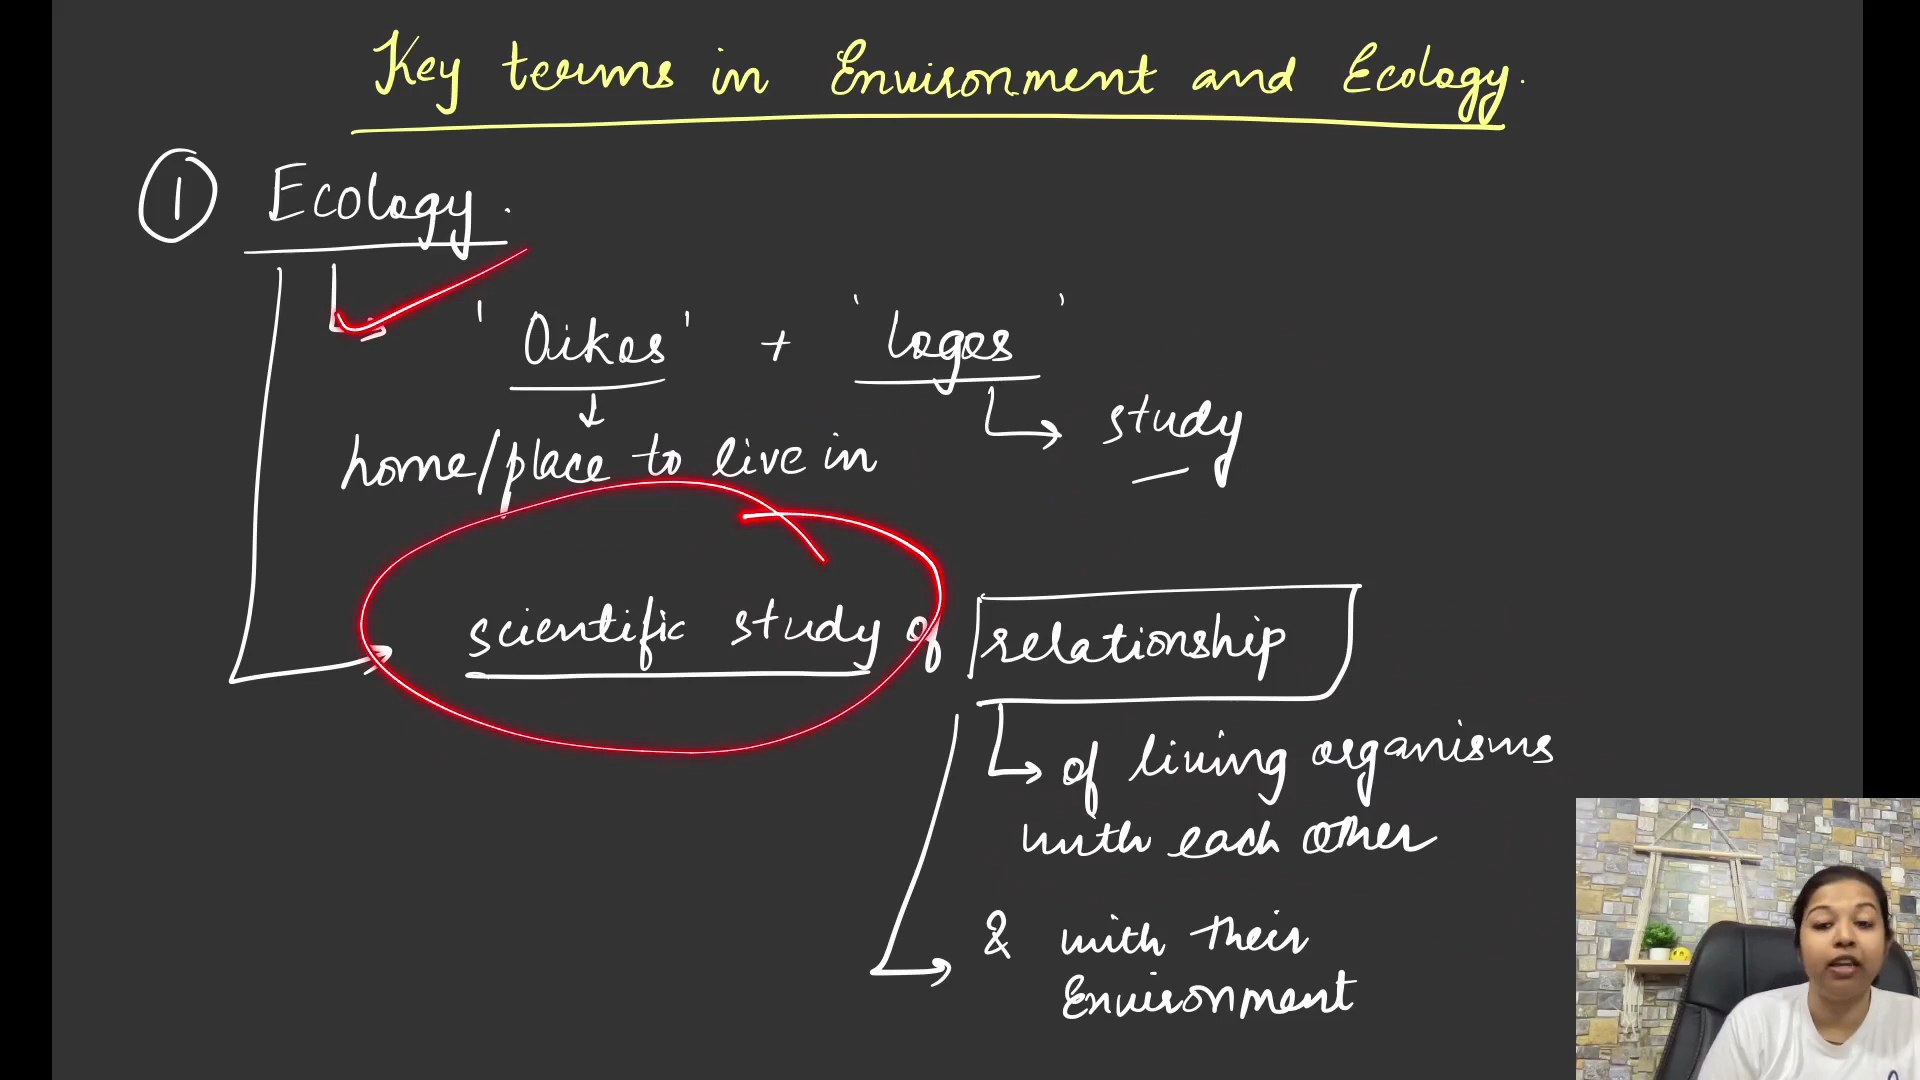 Key terms in Environment and Ecology.
① Ecology.
'Oikos' + 'logos'
↳ study
home/place to live in
scientific study of relationship
↳ of living organisms
with each other
& with their
Environment